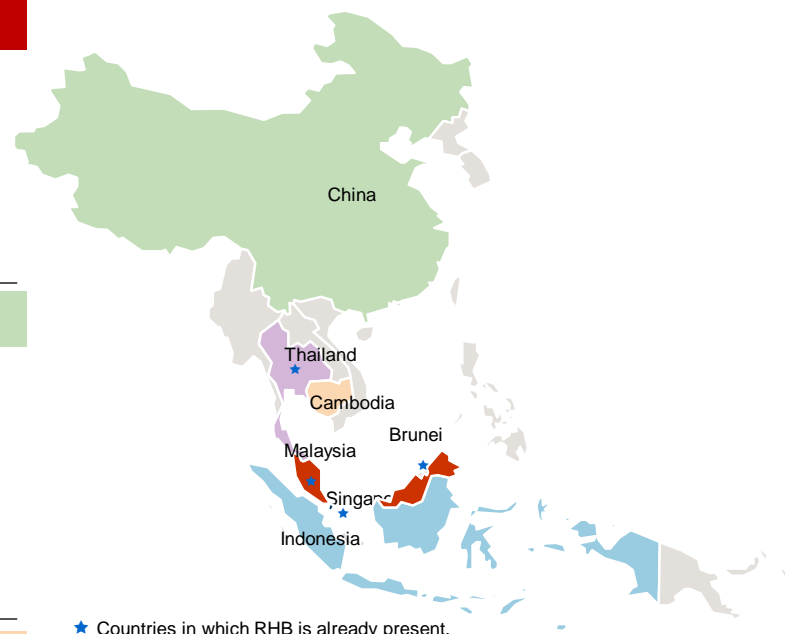 China
Thailand
Cambodia
Brunei
Malaysia
Indonesia
Countries in which RHB is already present.